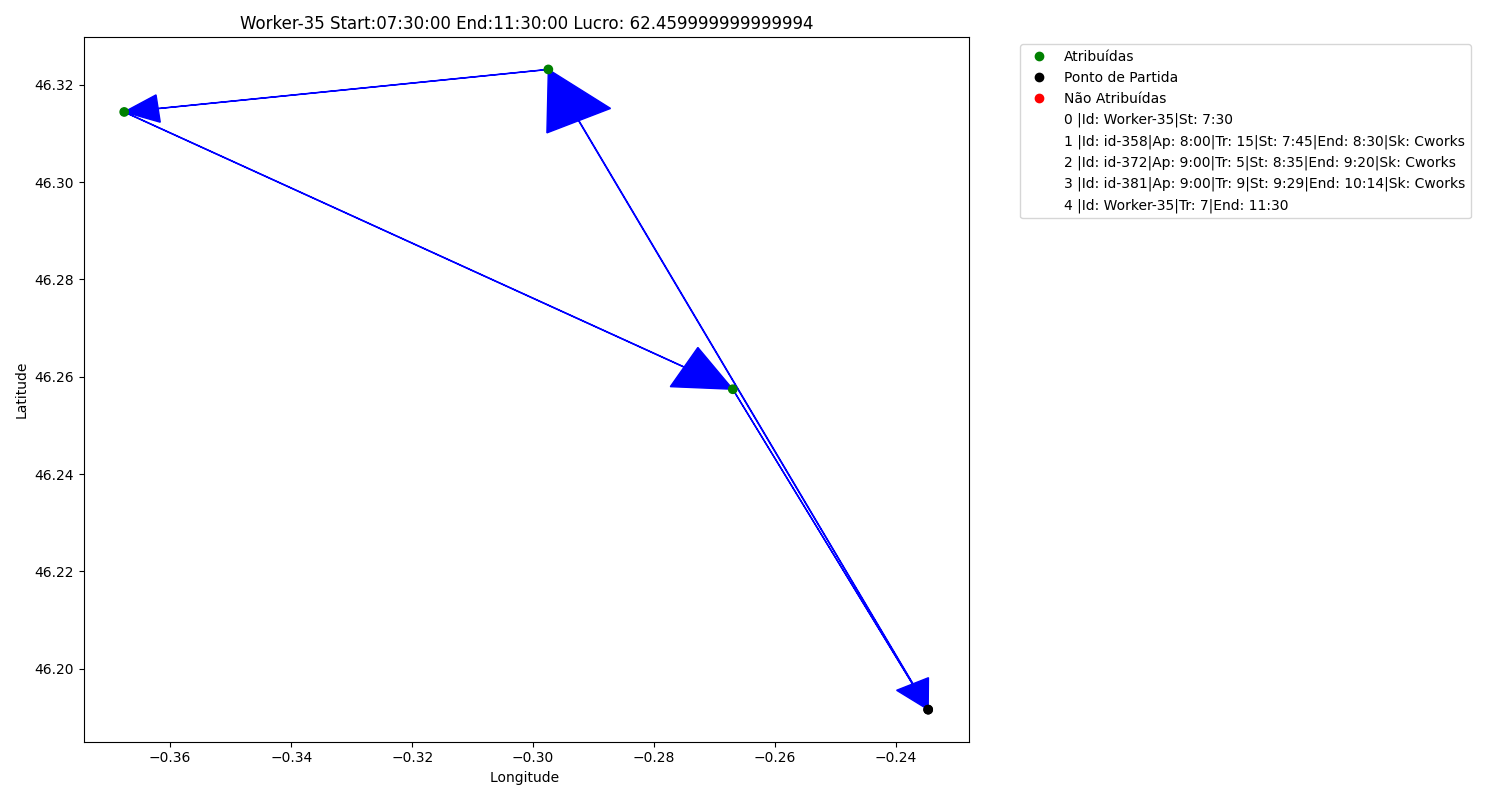 Worker-35 Start:07:30:00 End:11:30:00 Lucro: 62.459999999999994
Atribuídas
Ponto de Partida
Não Atribuídas
0 |Id: Worker-35|St: 7:30
1 |Id: id-358|Ap: 8:00|Tr: 15|St: 7:45|End: 8:30|Sk: Cworks
2 |Id: id-372|Ap: 9:00|Tr: 5|St: 8:35|End: 9:20|Sk: Cworks
3 |Id: id-381|Ap: 9:00|Tr: 9|St: 9:29|End: 10:14|Sk: Cworks
4 |Id: Worker-35|Tr: 7|End: 11:30
46.32
46.30
46.28
46.26
46.24
46.22
46.20
Latitude
−0.36 −0.34 −0.32 −0.30 −0.28 −0.26 −0.24
Longitude